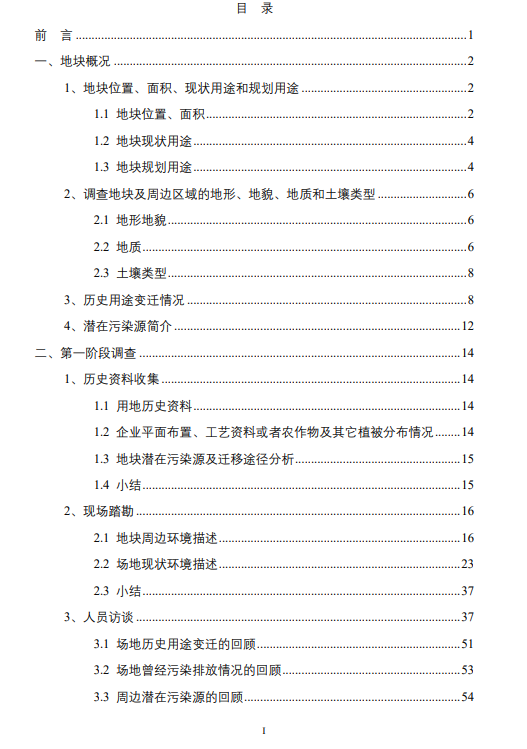 目 录
前 言 ........ 1
一、地块概况 ........ 2
1、地块位置、面积、现状用途和规划用途 ........ 2
1.1 地块位置、面积 ........ 2
1.2 地块现状用途 ........ 4
1.3 地块规划用途 ........ 4
2、调查地块及周边区域的地形、地貌、地质和土壤类型 ........ 6
2.1 地形地貌 ........ 6
2.2 地质 ........ 6
2.3 土壤类型 ........ 8
3、历史用途变迁情况 ........ 8
4、潜在污染源简介 ........ 12
二、第一阶段调查 ........ 14
1、历史资料收集 ........ 14
1.1 用地历史资料 ........ 14
1.2 企业平面布置、工艺资料或者农作物及其它植被分布情况 ........ 14
1.3 地块潜在污染源及迁移途径分析 ........ 15
1.4 小结 ........ 15
2、现场踏勘 ........ 16
2.1 地块周边环境描述 ........ 16
2.2 场地现状环境描述 ........ 23
2.3 小结 ........ 37
3、人员访谈 ........ 37
3.1 场地历史用途变迁的回顾 ........ 51
3.2 场地曾经污染排放情况的回顾 ........ 53
3.3 周边潜在污染源的回顾 ........ 54
I